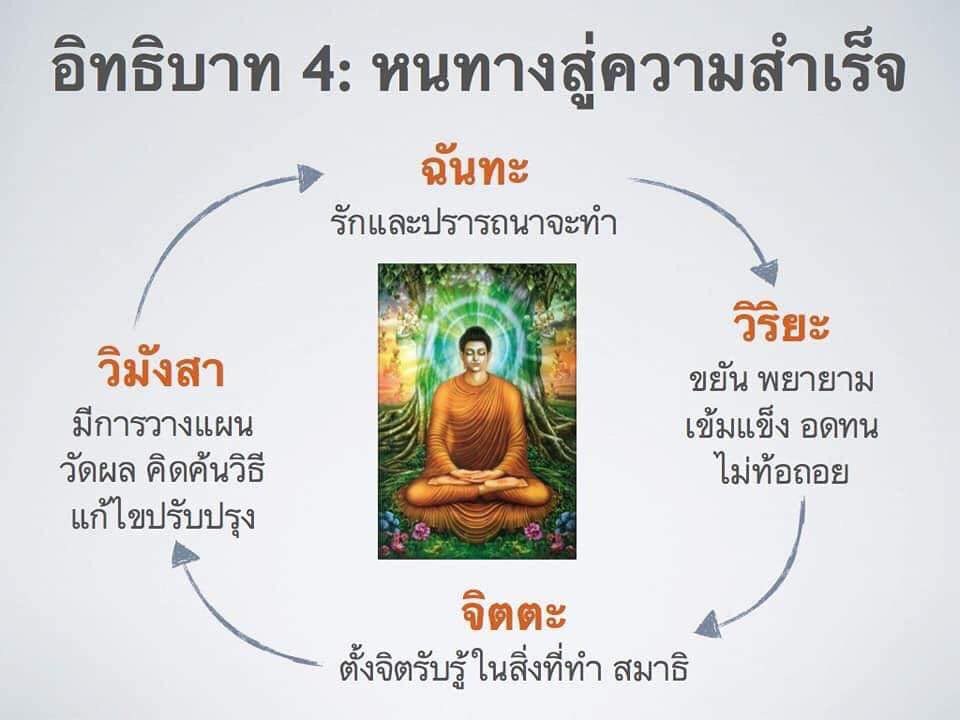 อิทธิบาท 4: หนทางสู่ความสำเร็จ
ฉันทะ
รักและปรารถนาจะทำ
วิริยะ
ขยัน พยายาม
เข้มแข็ง อดทน
ไม่ท้อถอย
จิตตะ
ตั้งจิตรับรู้ ในสิ่งที่ทำ สมาธิ
วิมังสา
มีการวางแผน
วัดผล คิดค้นวิธี
แก้ไขปรับปรุง